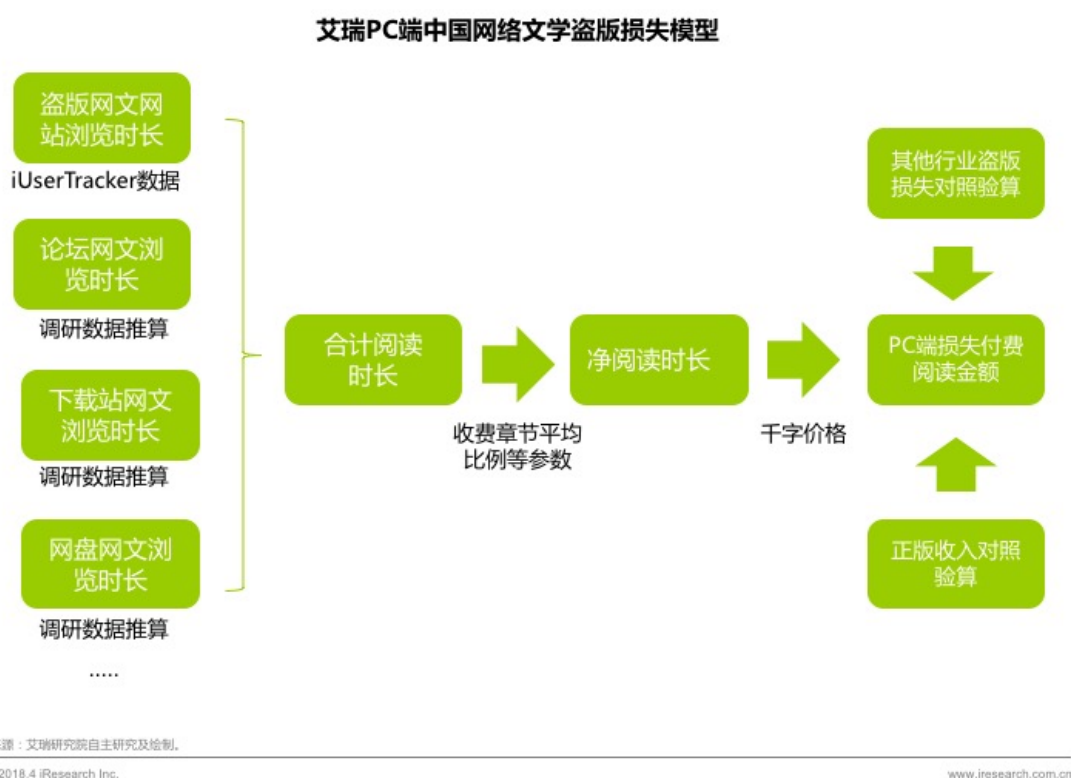 艾瑞PC端中国网络文学盗版损失模型
盗版网文网
站浏览时长
iUserTracker数据
论坛网文浏
览时长
调研数据推算
下载站网文
浏览时长
调研数据推算
网盘网文浏
览时长
调研数据推算
.....
合计阅读
时长
收费章节平均
比例等参数
净阅读时长
千字价格
其他行业盗版
损失对照验算
PC端损失付费
阅读金额
正版收入对照
验算
源：艾瑞研究院自主研究及绘制。
2018.4 iResearch Inc.
www.iresearch.com.cn